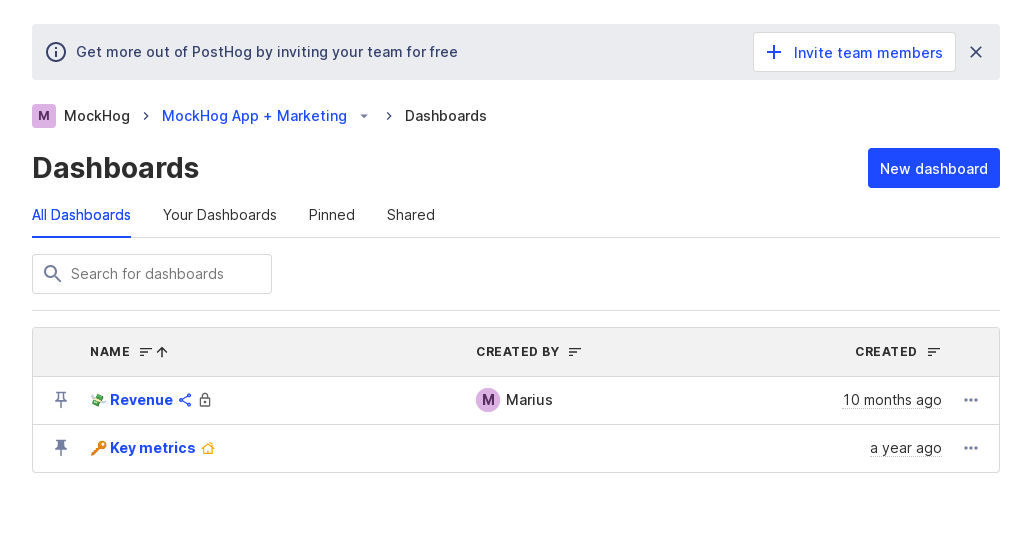 Get more out of PostHog by inviting your team for free
Invite team members
M MockHog MockHog App + Marketing Dashboards
Dashboards
New dashboard
All Dashboards Your Dashboards Pinned Shared
Search for dashboards
NAME CREATED BY CREATED
Revenue M Marius 10 months ago
Key metrics a year ago